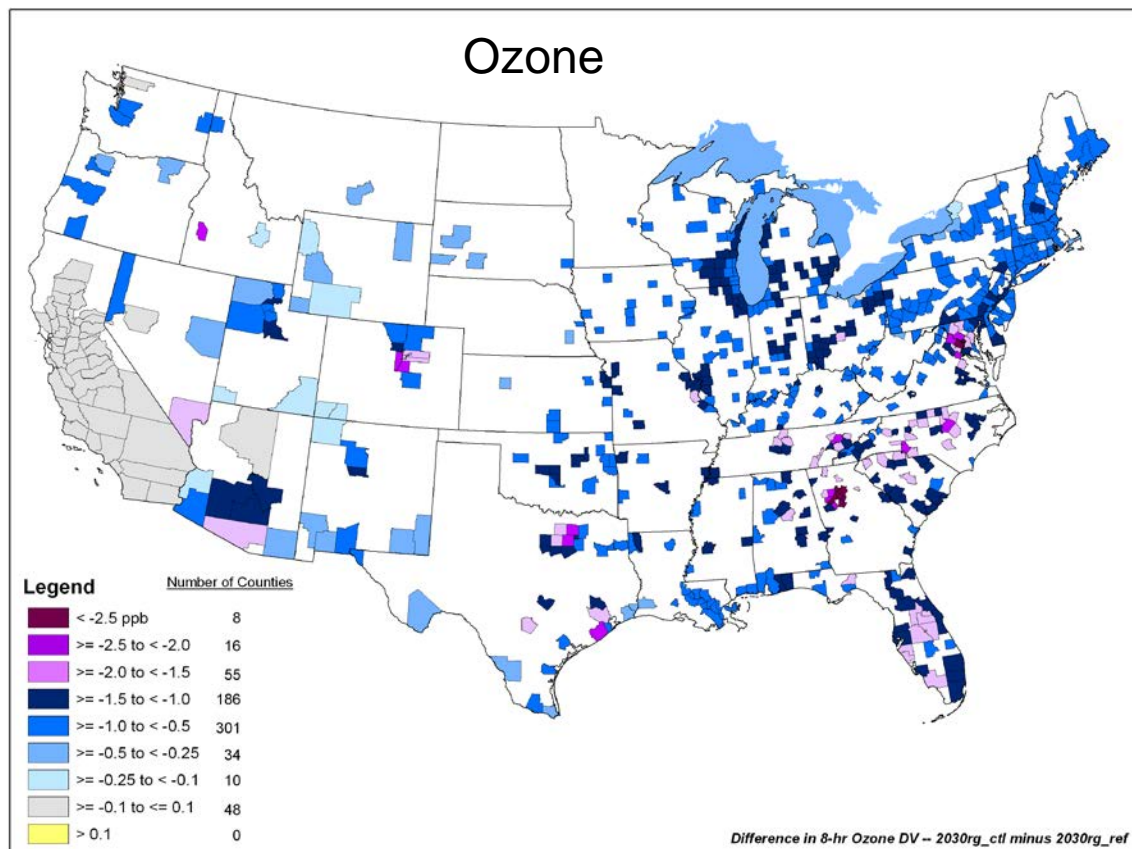 Ozone
Legend Number of Counties
< -2.5 ppb 8
>= -2.5 to < -2.0 16
>= -2.0 to < -1.5 55
>= -1.5 to < -1.0 186
>= -1.0 to < -0.5 301
>= -0.5 to < -0.25 34
>= -0.25 to < -0.1 10
>= -0.1 to <= 0.1 48
> 0.1 0
Difference in 8-hr Ozone DV -- 2030rg_ctl minus 2030rg_ref